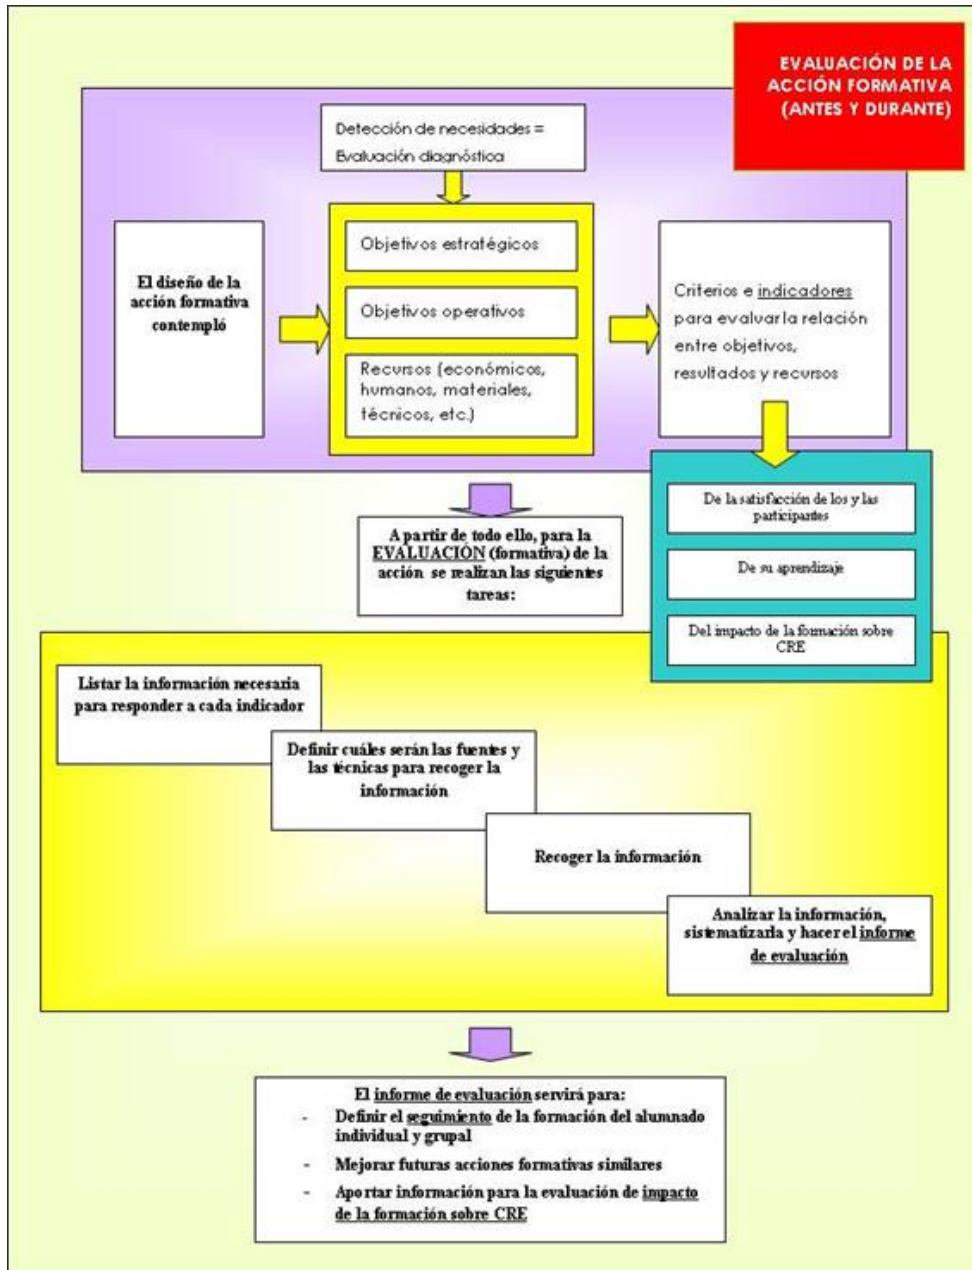 EVALUACIÓN DE LA
ACCIÓN FORMATIVA
(ANTES Y DURANTE)
Detección de necesidades =
Evaluación diagnóstica
El diseño de la
acción formativa
contempló
Objetivos estratégicos
Objetivos operativos
Recursos (económicos,
humanos, materiales,
técnicos, etc.)
Criterios e indicadores
para evaluar la relación
entre objetivos,
resultados y recursos
De la satisfacción de los y las
participantes
De su aprendizaje
Del impacto de la formación sobre
CRE
A partir de todo ello, para la
EVALUACIÓN (formativa) de la
acción se realizan las siguientes
tareas:
Listar la información necesaria
para responder a cada indicador
Definir cuáles serán las fuentes y
las técnicas para recoger la
información
Recoger la información
Analizar la información,
sistematizarla y hacer el informe
de evaluación
El informe de evaluación servirá para:
- Definir el seguimiento de la formación del alumnado
individual y grupal
- Mejorar futuras acciones formativas similares
- Aportar información para la evaluación de impacto
de la formación sobre CRE